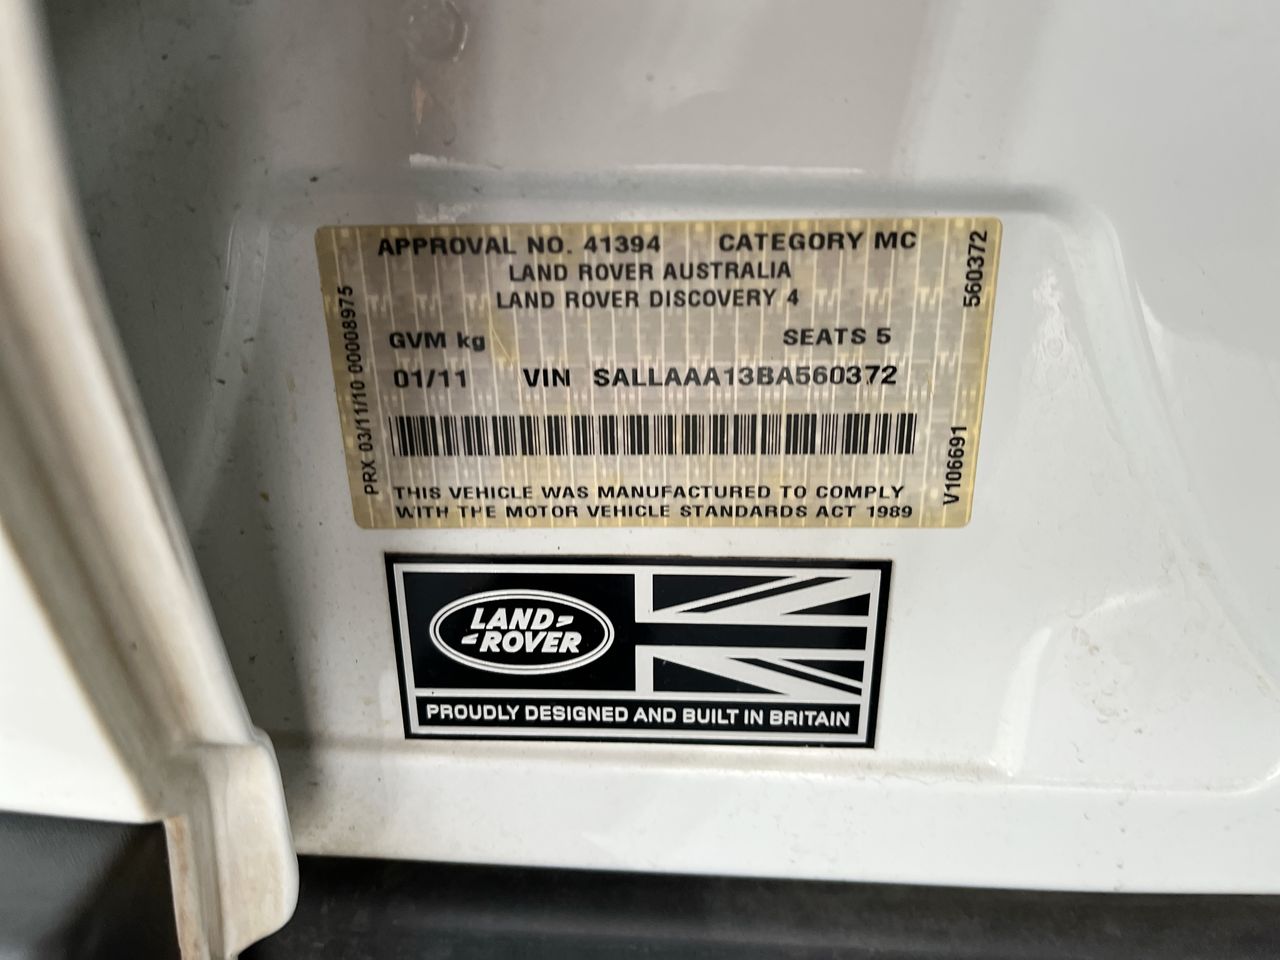 APPROVAL NO. 41394 CATEGORY MC
LAND ROVER AUSTRALIA
LAND ROVER DISCOVERY 4
GVM kg SEATS 5
01/11 VIN SALLAAA13BA560372
THIS VEHICLE WAS MANUFACTURED TO COMPLY
WITH THE MOTOR VEHICLE STANDARDS ACT 1989
PRX 03/11/10 00008975
560372
V106691
LAND
ROVER
PROUDLY DESIGNED AND BUILT IN BRITAIN